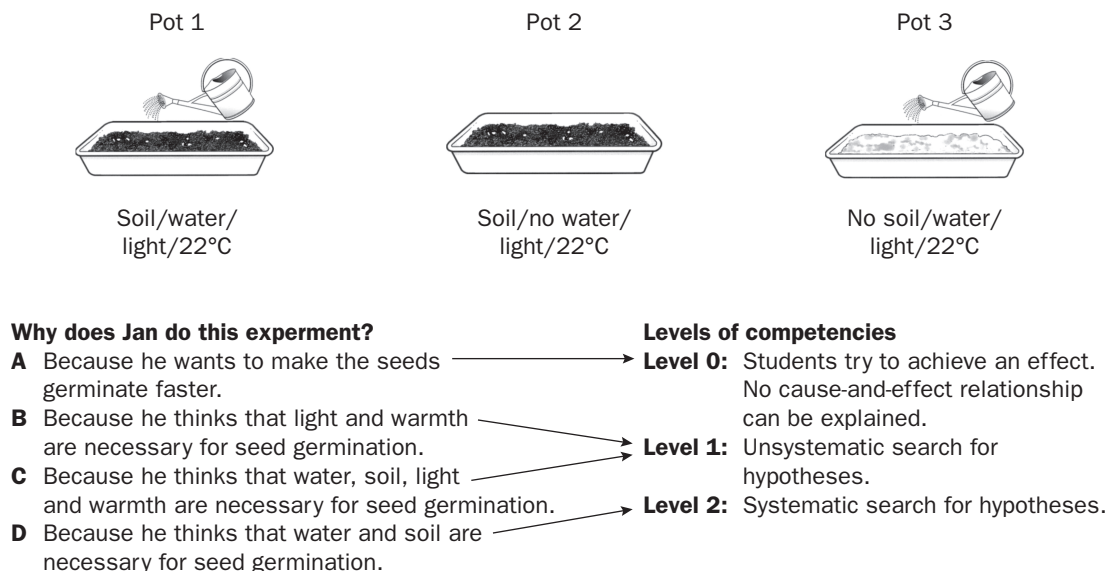 Pot 1
Pot 2
Pot 3
Soil/water/
light/22°C
Soil/no water/
light/22°C
No soil/water/
light/22°C
Why does Jan do this experment?
A Because he wants to make the seeds
germinate faster.
B Because he thinks that light and warmth
are necessary for seed germination.
C Because he thinks that water, soil, light
and warmth are necessary for seed germination.
D Because he thinks that water and soil are
necessary for seed germination.
Levels of competencies
Level 0: Students try to achieve an effect.
No cause-and-effect relationship
can be explained.
Level 1: Unsystematic search for
hypotheses.
Level 2: Systematic search for hypotheses.